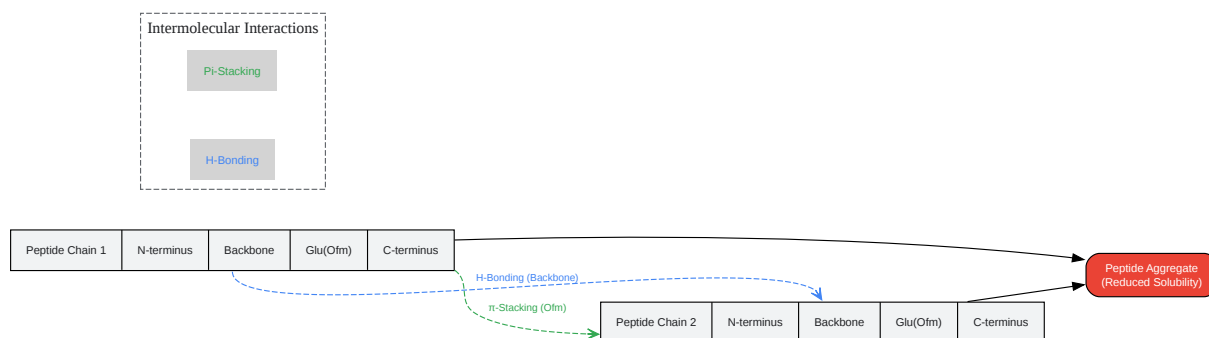 Intermolecular Interactions
Pi-Stacking
H-Bonding
Peptide Chain 1 N-terminus Backbone Glu(Ofm) C-terminus
H-Bonding (Backbone)
π-Stacking (Ofm)
Peptide Aggregate
(Reduced Solubility)
Peptide Chain 2 N-terminus Backbone Glu(Ofm) C-terminus